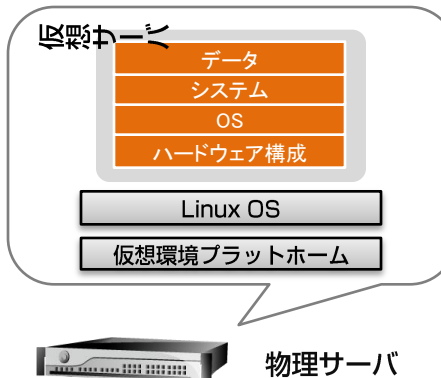 仮想サーバ
データ
システム
OS
ハードウェア構成
Linux OS
仮想環境プラットホーム
物理サーバ